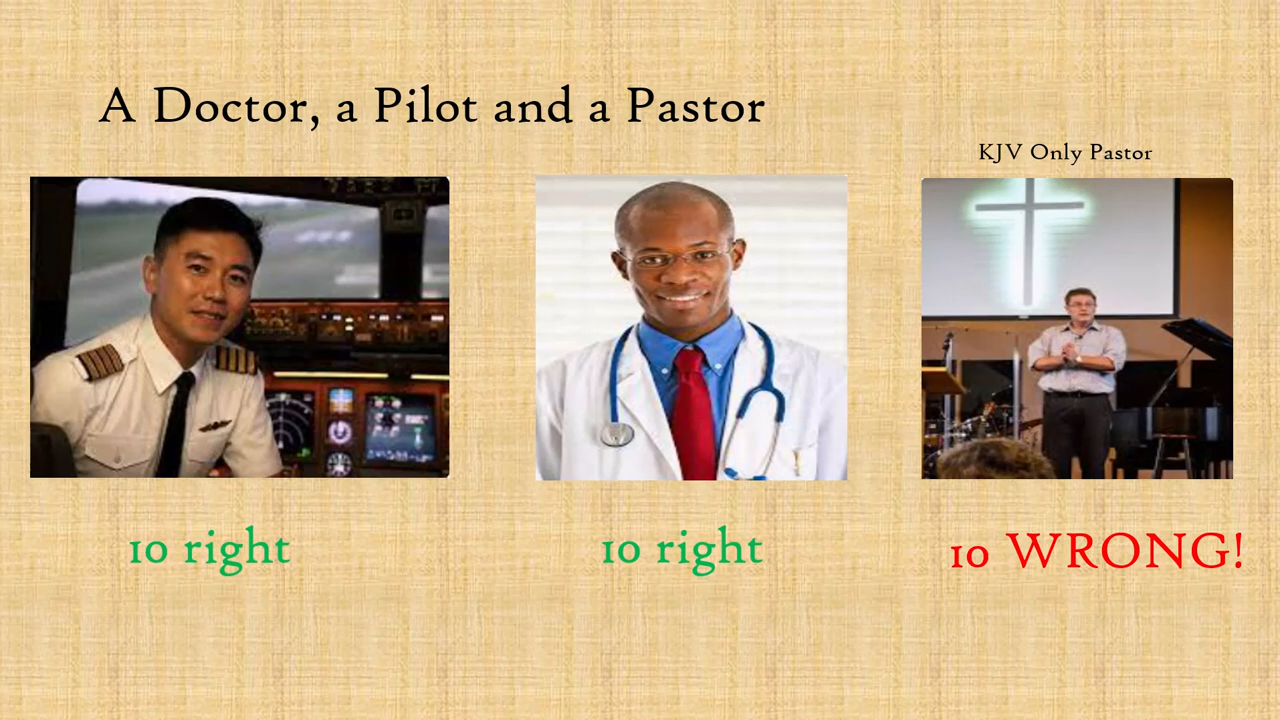 A Doctor, a Pilot and a Pastor
KJV Only Pastor
10 right
10 right
10 WRONG!